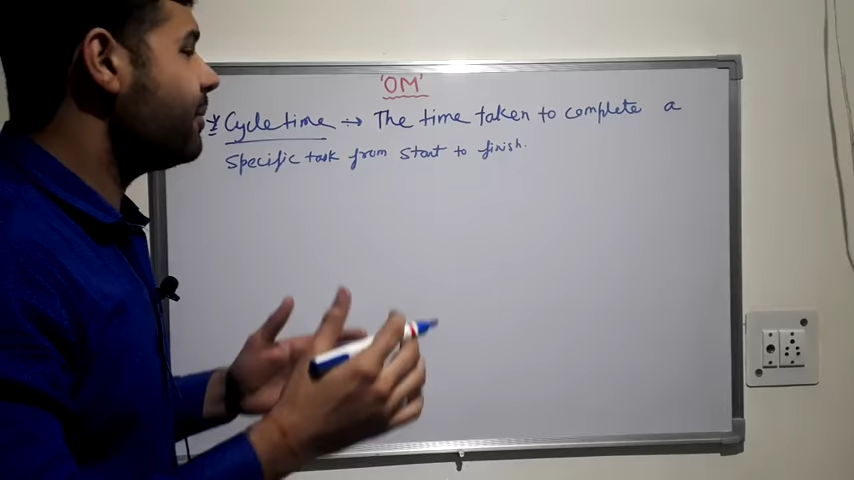 'OM'
* Cycle time → The time taken to complete a
Specific task from start to finish.